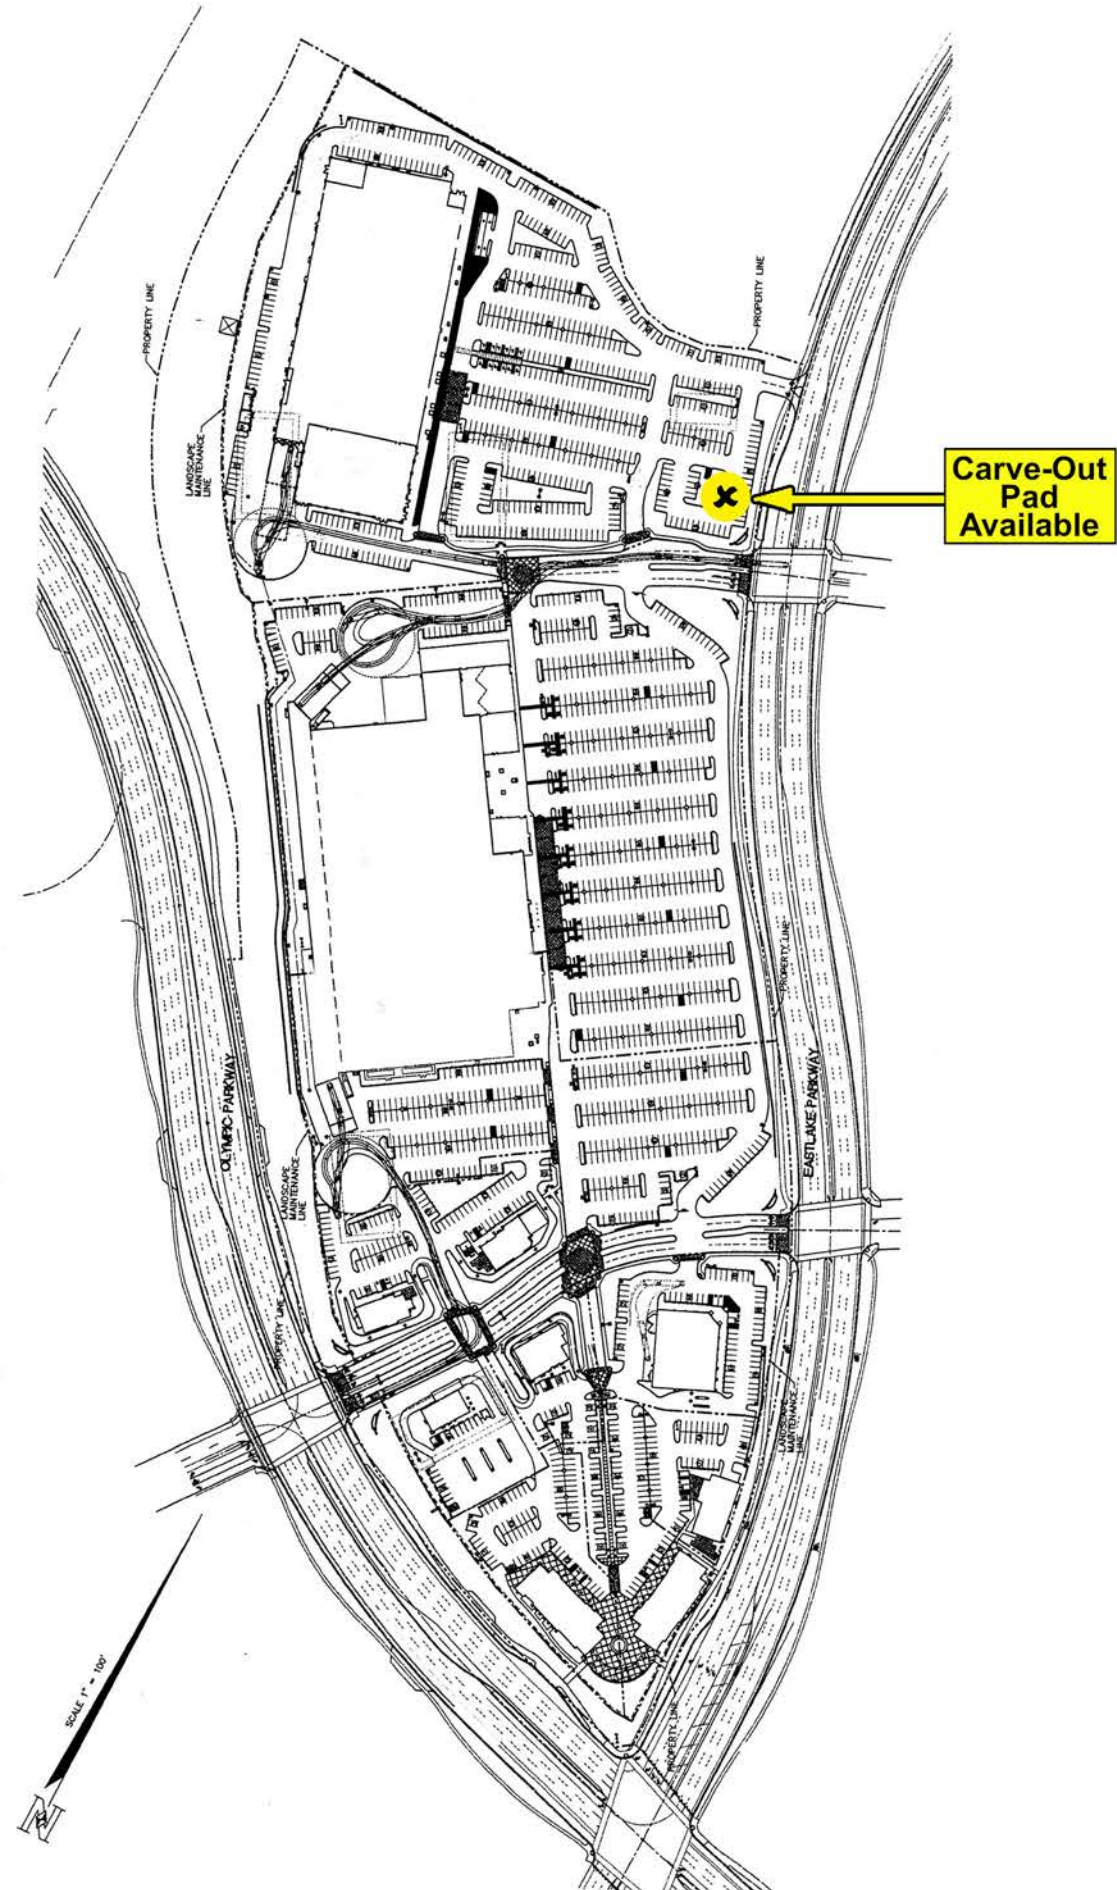 PROPERTY LINE
PROPERTY LINE
LANDSCAPE
MAINTENANCE
LINE
Carve-Out
Pad
Available
PROPERTY LINE
OLYMPIC PARKWAY
EASTLAKE PARKWAY
LANDSCAPE
MAINTENANCE
LINE
PROPERTY LINE
LANDSCAPE
MAINTENANCE
LINE
SCALE 1" = 100'
PROPERTY LINE
N